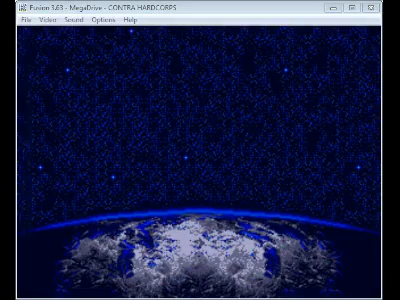 Fusion 3.63 - MegaDrive - CONTRA HARDCORPS
File Video Sound Options Help